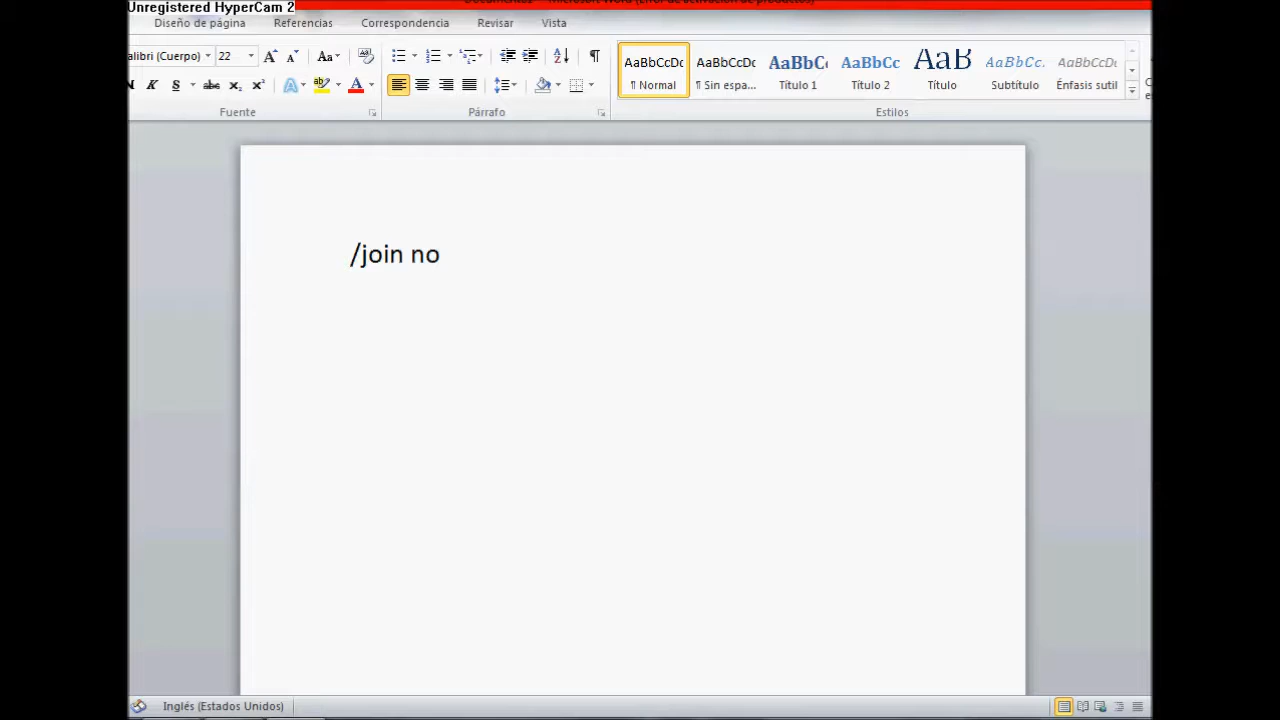 Unregistered HyperCam 2
Diseño de página Referencias Correspondencia Revisar Vista
alibri (Cuerpo) 22
AaBbCcDc AaBbCcDc AaBbC AaBbCc AaB AaBbCc. AaBbCcDc
¶ Normal ¶ Sin espa... Título 1 Título 2 Título Subtítulo Énfasis sutil
Fuente Párrafo Estilos
/join no
Inglés (Estados Unidos)